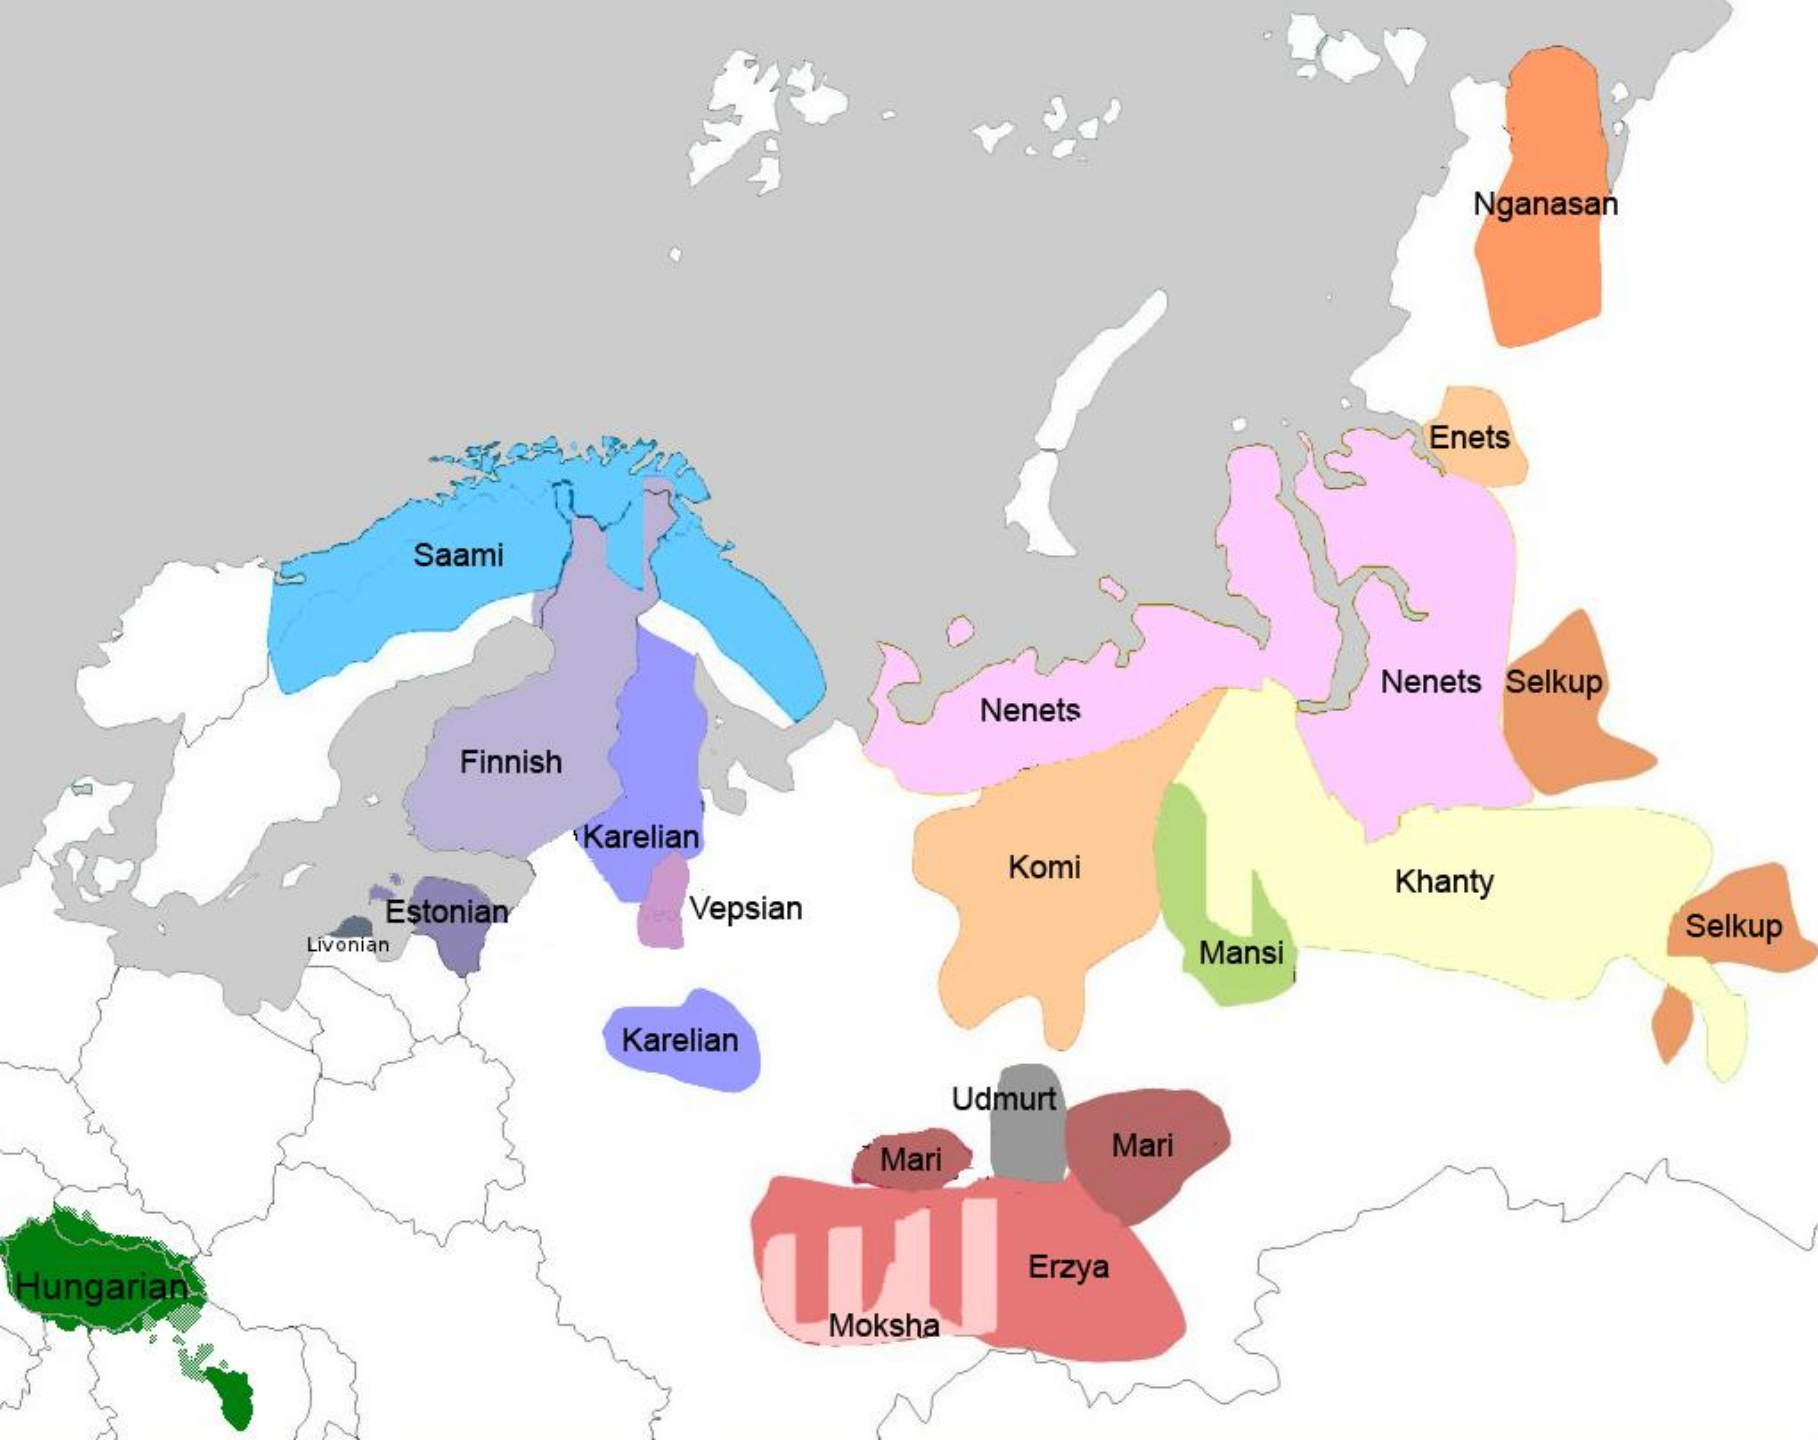 Nganasan
Enets
Saami
Nenets
Nenets
Selkup
Finnish
Karelian
Komi
Khanty
Vepsian
Estonian
Livonian
Mansi
Selkup
Karelian
Udmurt
Mari
Mari
Erzya
Hungarian
Moksha